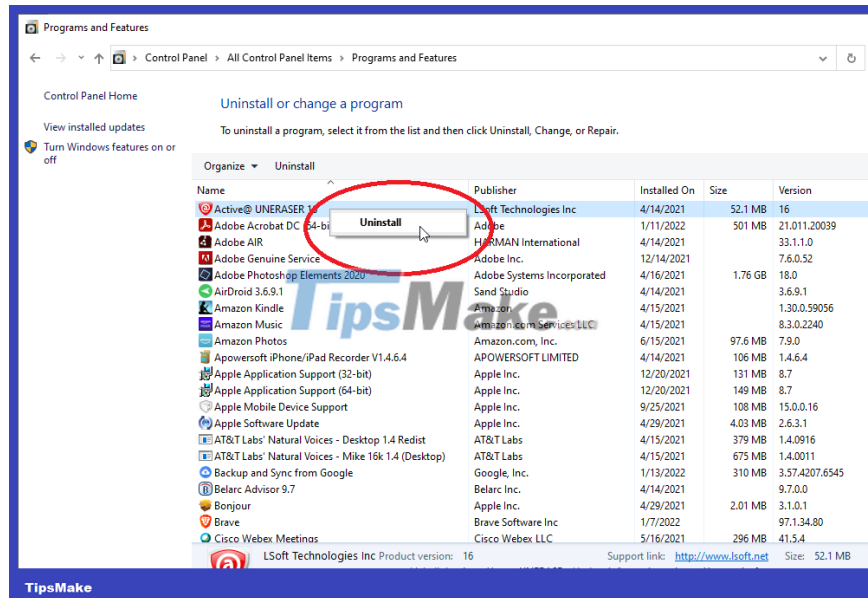 Programs and Features
Control Panel > All Control Panel Items > Programs and Features
Control Panel Home
View installed updates
Turn Windows features on or
off
Uninstall or change a program
To uninstall a program, select it from the list and then click Uninstall, Change, or Repair.
Organize Uninstall
Name Publisher Installed On Size Version
Active@ UNERASER LSoft Technologies Inc 4/14/2021 52.1 MB 16
Uninstall
Adobe Acrobat DC (64-bi Adobe 1/11/2022 501 MB 21.011.20039
Adobe AIR HARMAN International 4/14/2021 33.1.1.0
Adobe Genuine Service Adobe Inc. 12/14/2021 7.6.0.52
Adobe Photoshop Elements 2020 Adobe Systems Incorporated 4/16/2021 1.76 GB 18.0
AirDroid 3.6.9.1 Sand Studio 4/14/2021 3.6.9.1
Amazon Kindle Amazon 4/15/2021 1.30.0.59056
Amazon Music Amazon.com Services LLC 4/15/2021 8.3.0.2240
TipsMake.com
Amazon Photos Amazon.com, Inc. 6/15/2021 97.6 MB 7.9.0
Apowersoft iPhone/iPad Recorder V1.4.6.4 APOWERSOFT LIMITED 4/14/2021 106 MB 1.4.6.4
Apple Application Support (32-bit) Apple Inc. 12/20/2021 131 MB 8.7
Apple Application Support (64-bit) Apple Inc. 12/20/2021 149 MB 8.7
Apple Mobile Device Support Apple Inc. 9/25/2021 108 MB 15.0.0.16
Apple Software Update Apple Inc. 4/29/2021 4.03 MB 2.6.3.1
AT&T Labs' Natural Voices - Desktop 1.4 Redist AT&T Labs 4/15/2021 379 MB 1.4.0916
AT&T Labs' Natural Voices - Mike 16k 1.4 (Desktop) AT&T Labs 4/15/2021 675 MB 1.4.0011
Backup and Sync from Google Google, Inc. 1/13/2022 310 MB 3.57.4207.6545
Belarc Advisor 9.7 Belarc Inc. 4/14/2021 9.7.0.0
Bonjour Apple Inc. 4/29/2021 2.01 MB 3.1.0.1
Brave Brave Software Inc 1/7/2022 97.1.34.80
Cisco Webex Meetings Cisco Webex LLC 5/16/2021 296 MB 41.5.4
LSoft Technologies Inc Product version: 16 Support link: http://www.lsoft.net Size: 52.1 MB
TipsMake